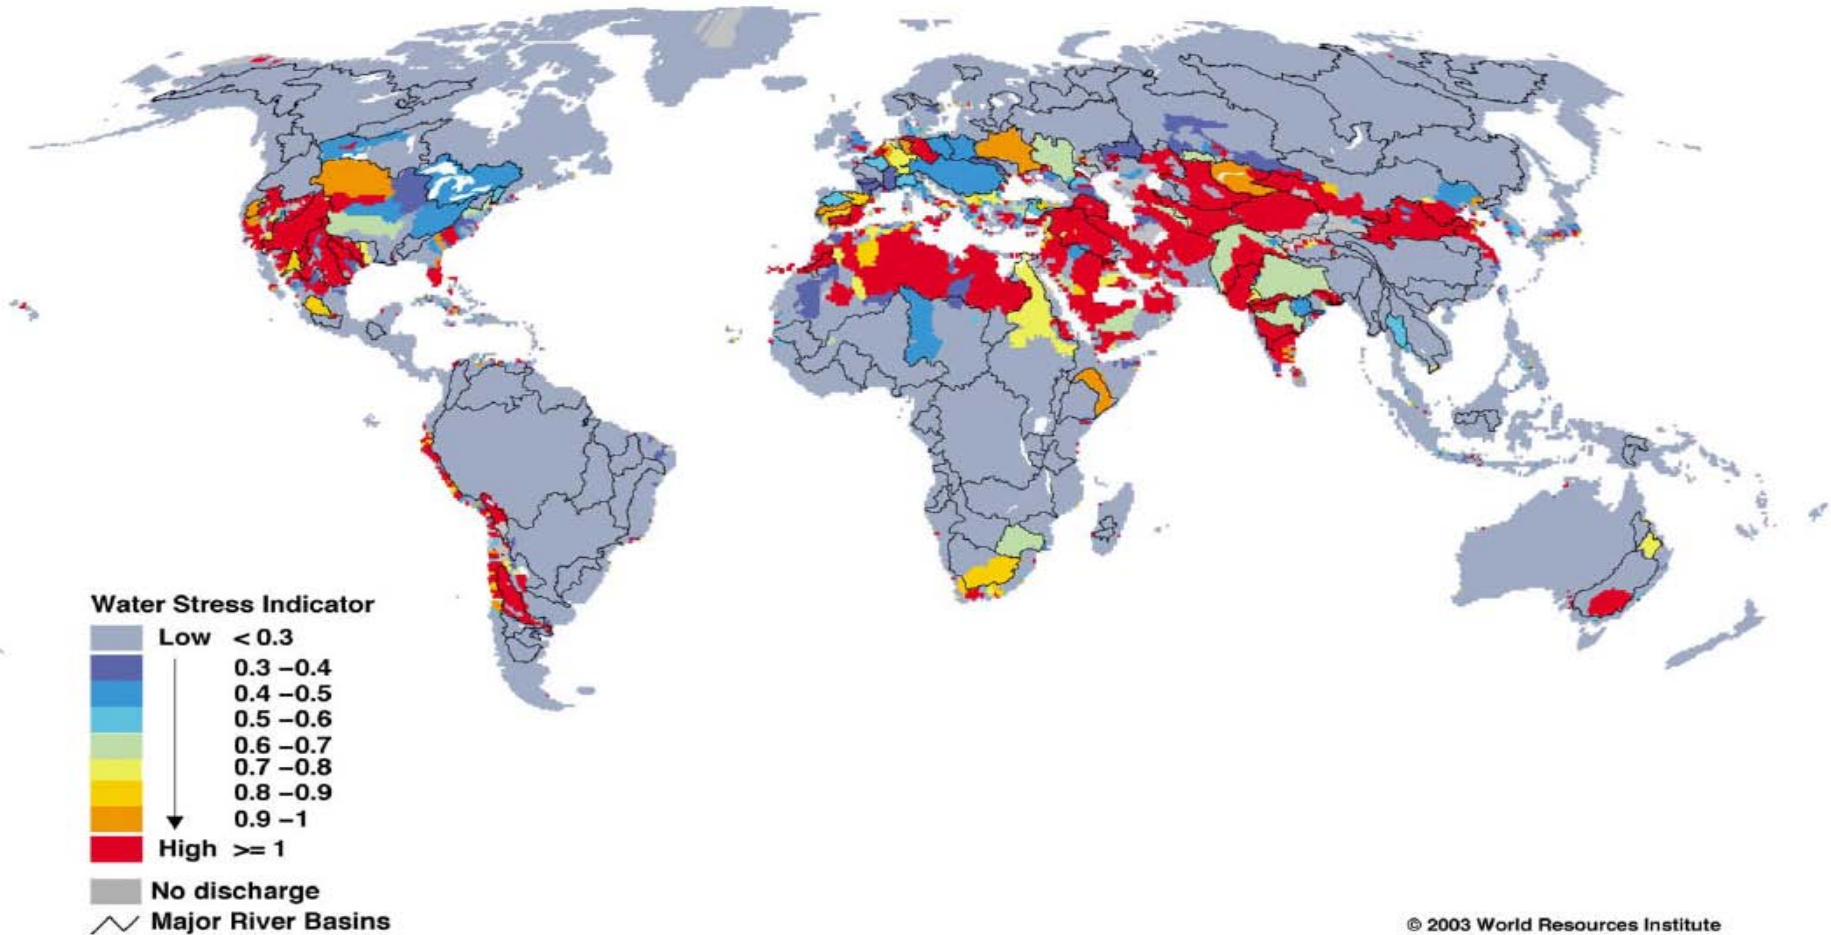 Water Stress Indicator
Low < 0.3
0.3 –0.4
0.4 –0.5
0.5 –0.6
0.6 –0.7
0.7 –0.8
0.8 –0.9
0.9 –1
High >= 1
No discharge
Major River Basins
© 2003 World Resources Institute